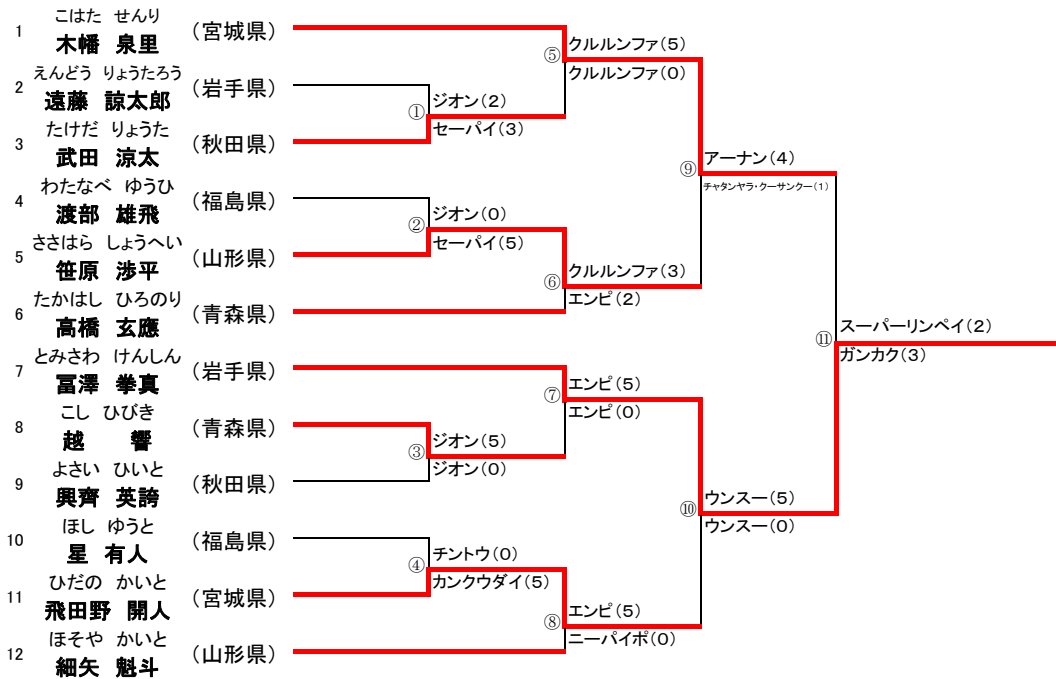 こはた せんり
1 木幡 泉里 (宮城県)
えんどう りょうたろう
2 遠藤 諒太郎 (岩手県)
たけだ りょうた
3 武田 涼太 (秋田県)
わたなべ ゆうひ
4 渡部 雄飛 (福島県)
ささはら しょうへい
5 笹原 渉平 (山形県)
たかはし ひろのり
6 高橋 玄應 (青森県)
とみさわ けんしん
7 冨澤 拳真 (岩手県)
こし ひびき
8 越 響 (青森県)
よさい ひいと
9 興齊 英誇 (秋田県)
ほし ゆうと
10 星 有人 (福島県)
ひだの かいと
11 飛田野 開人 (宮城県)
ほそや かいと
12 細矢 魁斗 (山形県)
①
ジオン(2)
セーパイ(3)
②
ジオン(0)
セーパイ(5)
③
ジオン(5)
ジオン(0)
④
チントウ(0)
カンクウダイ(5)
⑤
クルルンファ(5)
クルルンファ(0)
⑥
クルルンファ(3)
エンピ(2)
⑦
エンピ(5)
エンピ(0)
⑧
エンピ(5)
ニーパイポ(0)
⑨
アーナン(4)
チャタンヤラ・クーサンクー(1)
⑩
ウンスー(5)
ウンスー(0)
⑪
スーパーリンペイ(2)
ガンカク(3)